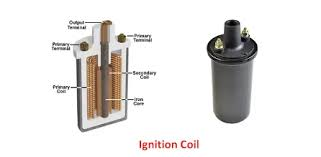 Output
Terminal
Primary
Terminal
Primary
Terminal
Primary
Coil
Secondary
Coil
Iron
Core
Ignition Coil